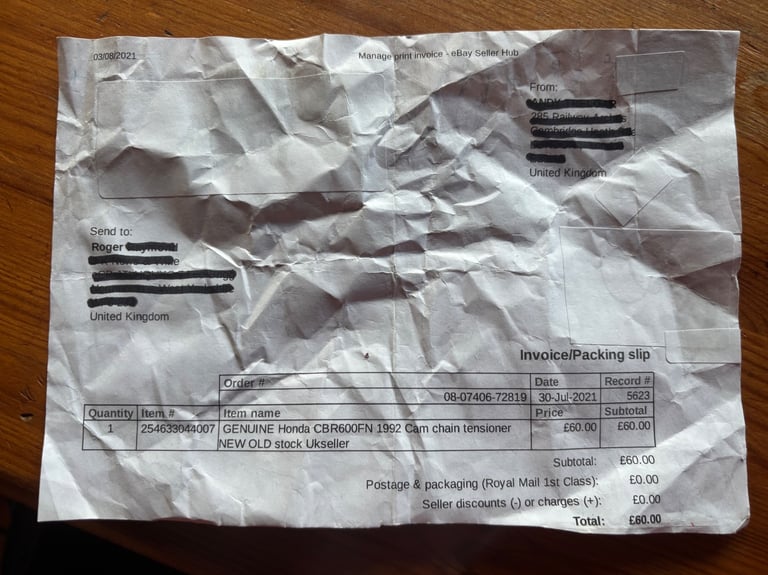 03/08/2021 Manage print invoice - eBay Seller Hub
From:
United Kingdom
Send to:
Roger
United Kingdom
Invoice/Packing slip
Order # Date Record #
08-07406-72819 30-Jul-2021 5623
Quantity Item # Item name Price Subtotal
1 254633044007 GENUINE Honda CBR600FN 1992 Cam chain tensioner £60.00 £60.00
NEW OLD stock Ukseller
Subtotal: £60.00
Postage & packaging (Royal Mail 1st Class): £0.00
Seller discounts (-) or charges (+): £0.00
Total: £60.00